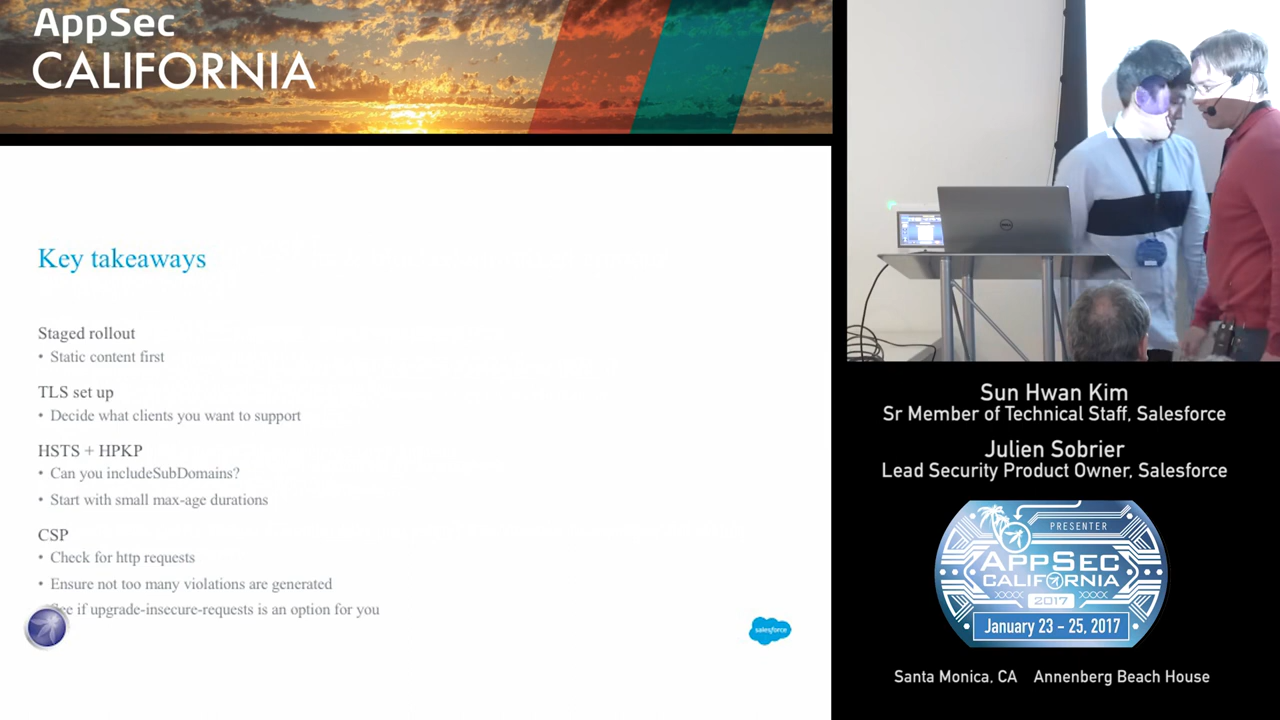 AppSec
CALIFORNIA
Key takeaways
Staged rollout
• Static content first
TLS set up
• Decide what clients you want to support
HSTS + HPKP
• Can you includeSubDomains?
• Start with small max-age durations
CSP
• Check for http requests
• Ensure not too many violations are generated
See if upgrade-insecure-requests is an option for you
salesforce
DELL
Sun Hwan Kim
Sr Member of Technical Staff, Salesforce
Julien Sobrier
Lead Security Product Owner, Salesforce
PRESENTER
APPSEC
CALIFORNIA
2017
January 23 - 25, 2017
Santa Monica, CA Annenberg Beach House